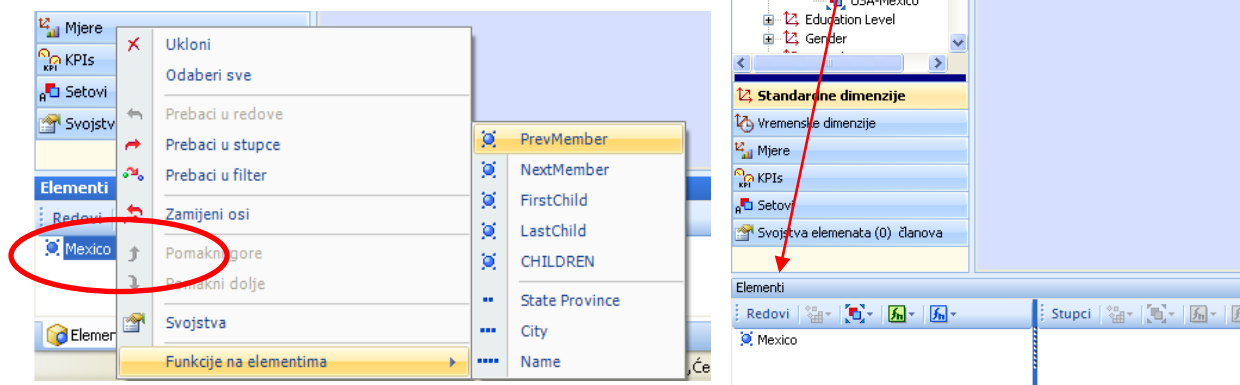 Mjere
KPIs
Setovi
Svojstv
Elementi
Redovi
Mexico
Elemen
Ukloni
Odaberi sve
Prebaci u redove
Prebaci u stupce
Prebaci u filter
Zamijeni osi
Pomakni gore
Pomakni dolje
Svojstva
Funkcije na elementima
PrevMember
NextMember
FirstChild
LastChild
CHILDREN
State Province
City
Name
,Će
USA-Mexico
Education Level
Gender
Standardne dimenzije
Vremenske dimenzije
Mjere
KPIs
Setovi
Svojstva elemenata (0) članova
Elementi
Redovi
Stupci
Mexico